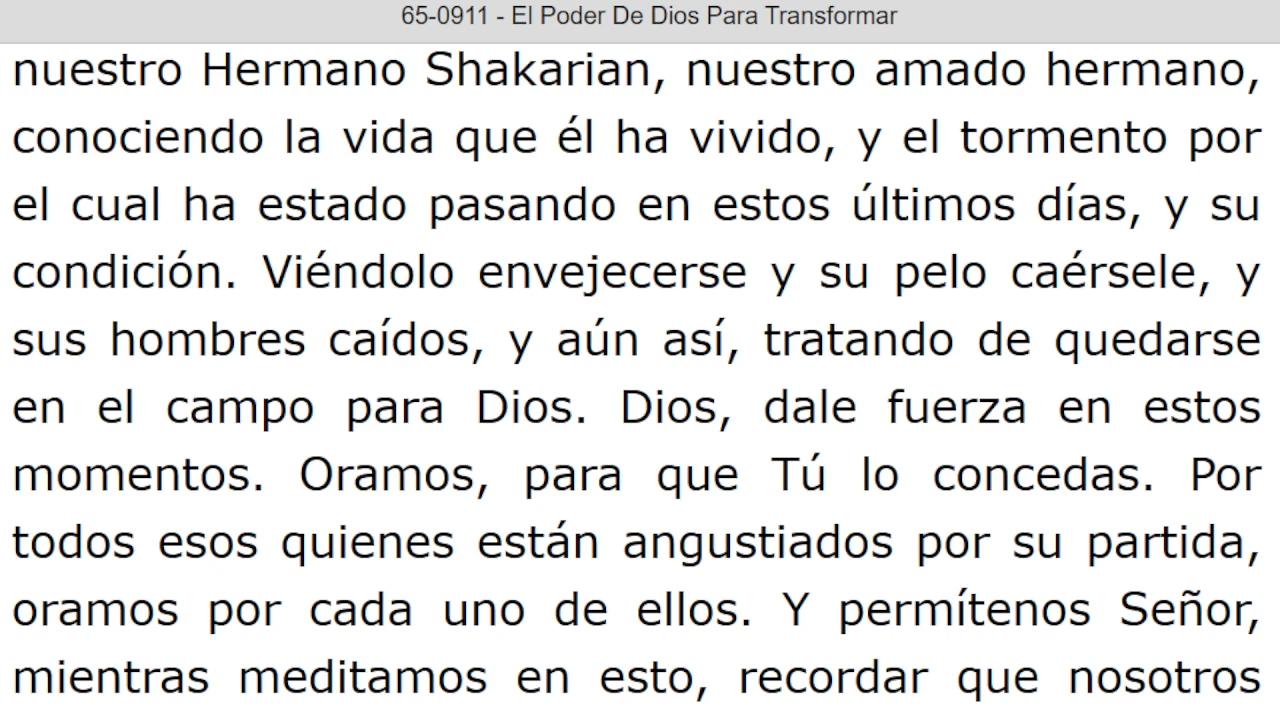 65-0911 - El Poder De Dios Para Transformar
nuestro Hermano Shakarian, nuestro amado hermano,
conociendo la vida que él ha vivido, y el tormento por
el cual ha estado pasando en estos últimos días, y su
condición. Viéndolo envejecerse y su pelo caérsele, y
sus hombres caídos, y aún así, tratando de quedarse
en el campo para Dios. Dios, dale fuerza en estos
momentos. Oramos, para que Tú lo concedas. Por
todos esos quienes están angustiados por su partida,
oramos por cada uno de ellos. Y permítenos Señor,
mientras meditamos en esto, recordar que nosotros